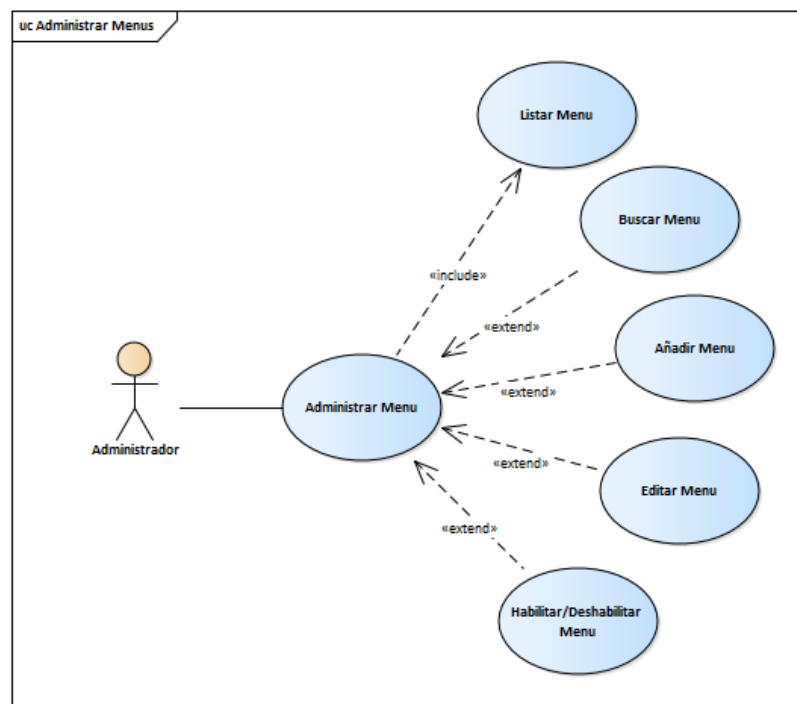 uc Administrar Menus
Listar Menu
Buscar Menu
«include»
«extend»
Añadir Menu
«extend»
Administrar Menu
Administrador
«extend»
Editar Menu
«extend»
Habilitar/Deshabilitar
Menu